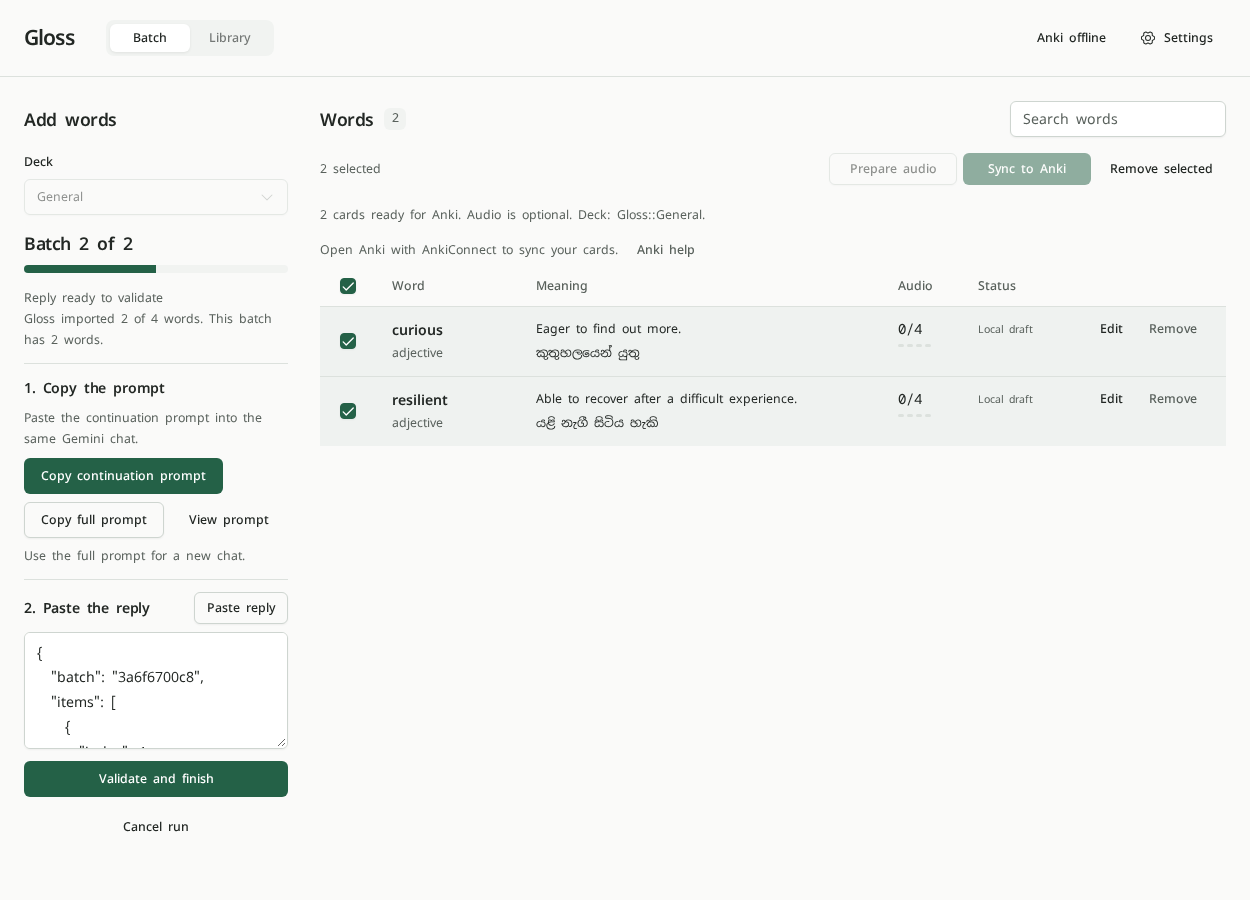 Gloss
Batch
Library
Anki offline
Settings
Add words
Deck
General
Batch 2 of 2
Reply ready to validate
Gloss imported 2 of 4 words. This batch
has 2 words.
1. Copy the prompt
Paste the continuation prompt into the
same Gemini chat.
Copy continuation prompt
Copy full prompt
View prompt
Use the full prompt for a new chat.
2. Paste the reply
Paste reply
{
"batch": "3a6f6700c8",
"items": [
{
Validate and finish
Cancel run
Words 2
Search words
2 selected
Prepare audio
Sync to Anki
Remove selected
2 cards ready for Anki. Audio is optional. Deck: Gloss::General.
Open Anki with AnkiConnect to sync your cards. Anki help
Word Meaning Audio Status
curious Eager to find out more. 0/4 Local draft Edit Remove
adjective කුතුහලයෙන් යුතු
resilient Able to recover after a difficult experience. 0/4 Local draft Edit Remove
adjective යළි නැගී සිටිය හැකි